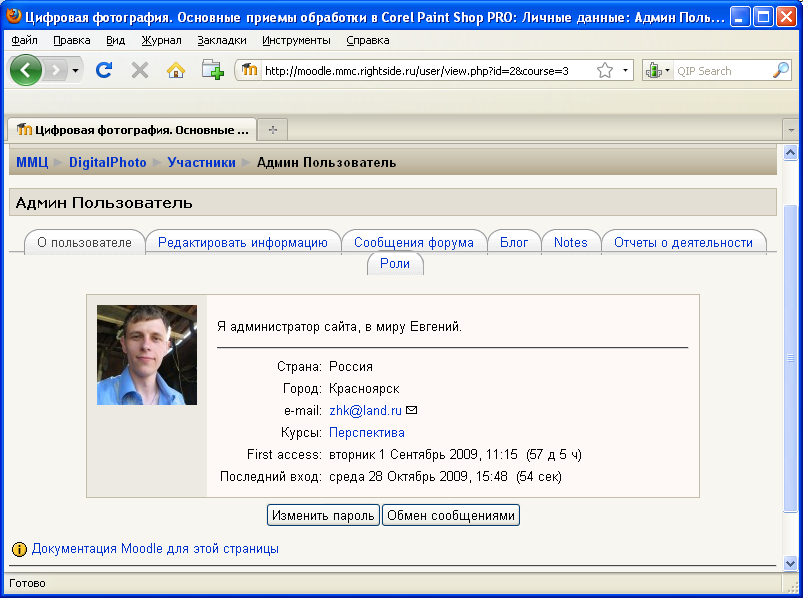 Цифровая фотография. Основные приемы обработки в Corel Paint Shop PRO: Личные данные: Админ Поль...
Файл Правка Вид Журнал Закладки Инструменты Справка
http://moodle.mmc.rightside.ru/user/view.php?id=2&course=3 QIP Search
Цифровая фотография. Основные ...
ММЦ ► DigitalPhoto ► Участники ► Админ Пользователь
Админ Пользователь
О пользователе Редактировать информацию Сообщения форума Блог Notes Отчеты о деятельности
Роли
Я администратор сайта, в миру Евгений.
Страна: Россия
Город: Красноярск
e-mail: zhk@land.ru
Курсы: Перспектива
First access: вторник 1 Сентябрь 2009, 11:15 (57 д 5 ч)
Последний вход: среда 28 Октябрь 2009, 15:48 (54 сек)
Изменить пароль Обмен сообщениями
Документация Moodle для этой страницы
Готово